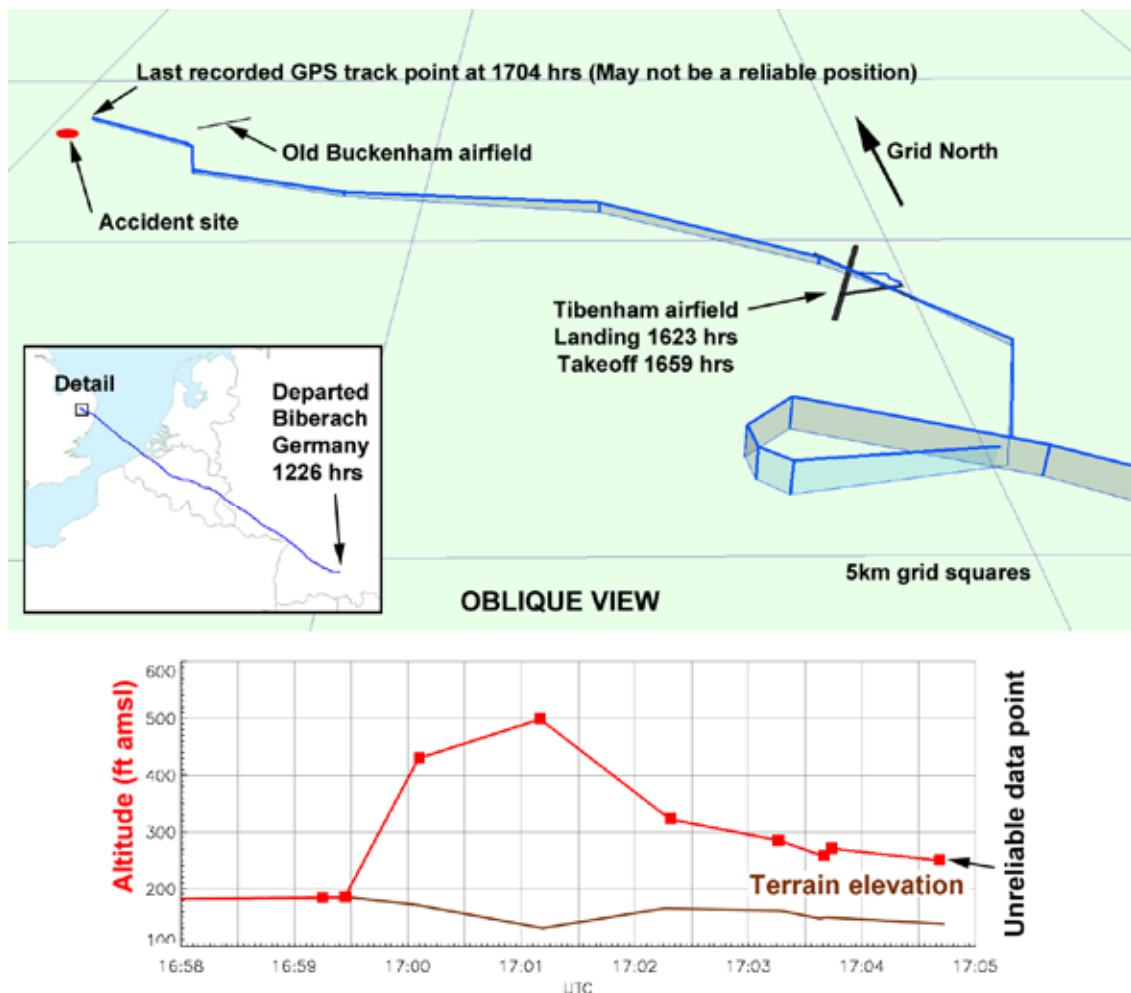 Last recorded GPS track point at 1704 hrs (May not be a reliable position)
Old Buckenham airfield
Grid North
Accident site
Tibenham airfield
Landing 1623 hrs
Takeoff 1659 hrs
Detail
Departed
Biberach
Germany
1226 hrs
5km grid squares
OBLIQUE VIEW
Altitude (ft amsl)
600
500
400
300
200
100
Terrain elevation
Unreliable data point
16:58
16:59
17:00
17:01
17:02
17:03
17:04
17:05
UTC